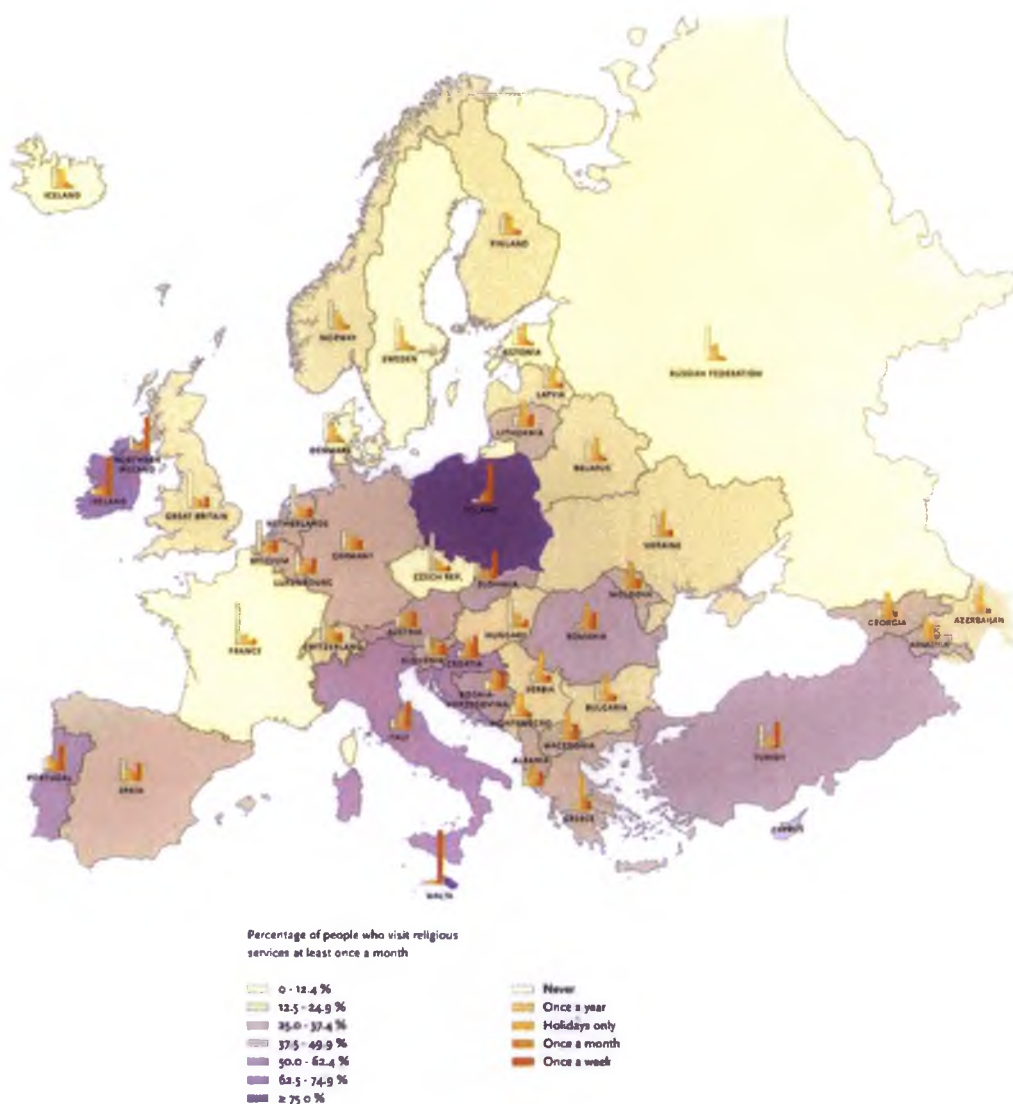 ICELAND
FINLAND
NORWAY
SWEDEN
ESTONIA
RUSSIAN FEDERATION
LATVIA
LITHUANIA
DENMARK
BELARUS
NORTHERN
IRELAND
IRELAND
POLAND
GREAT BRITAIN
NETHERLANDS
UKRAINE
BELGIUM
GERMANY
LUXEMBOURG
CZECH REP.
SLOVAKIA
MOLDOVA
AUSTRIA
HUNGARY
ROMANIA
GEORGIA
AZERBAIJAN
FRANCE
SWITZERLAND
SLOVENIA
CROATIA
BOSNIA-
HERZEGOVINA
SERBIA
BULGARIA
ITALY
MONTENEGRO
MACEDONIA
ALBANIA
TURKEY
PORTUGAL
SPAIN
GREECE
CYPRUS
MALTA
Percentage of people who visit religious
services at least once a month
0 - 12.4 %
12.5 - 24.9 %
25.0 - 37.4 %
37.5 - 49.9 %
50.0 - 62.4 %
62.5 - 74.9 %
≥ 75 0 %
Never
Once a year
Holidays only
Once a month
Once a week